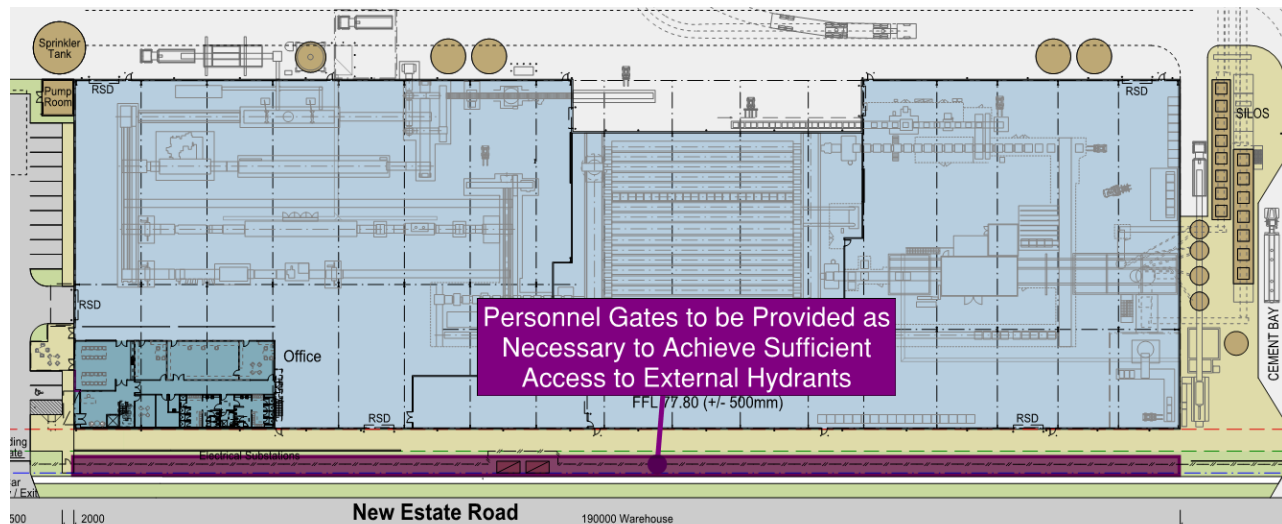 Sprinkler
Tank
Pump
Room
RSD
RSD
SILOS
RSD
Personnel Gates to be Provided as
Necessary to Achieve Sufficient
Access to External Hydrants
Office
FFL 77.80 (+/- 500mm)
CEMENT BAY
RSD
RSD
Electrical Substations
/ Exit
500
2000
New Estate Road
190000 Warehouse